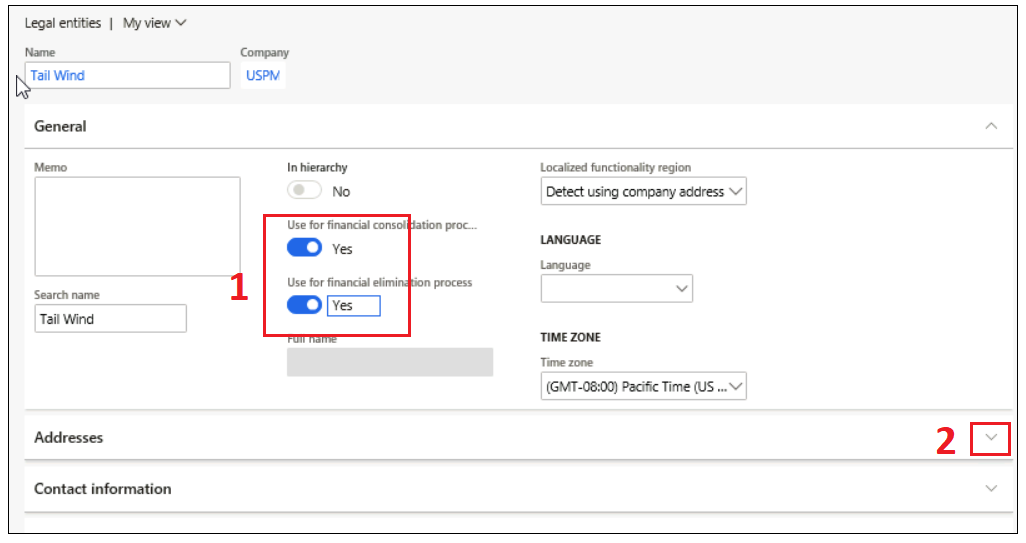 Legal entities | My view
Name
Company
Tail Wind
USPM
General
Memo
In hierarchy
No
Localized functionality region
Detect using company address
Use for financial consolidation proc...
Yes
LANGUAGE
Language
1
Use for financial elimination process
Yes
Search name
Tail Wind
Full name
TIME ZONE
Time zone
(GMT-08:00) Pacific Time (US ...
Addresses
2
Contact information